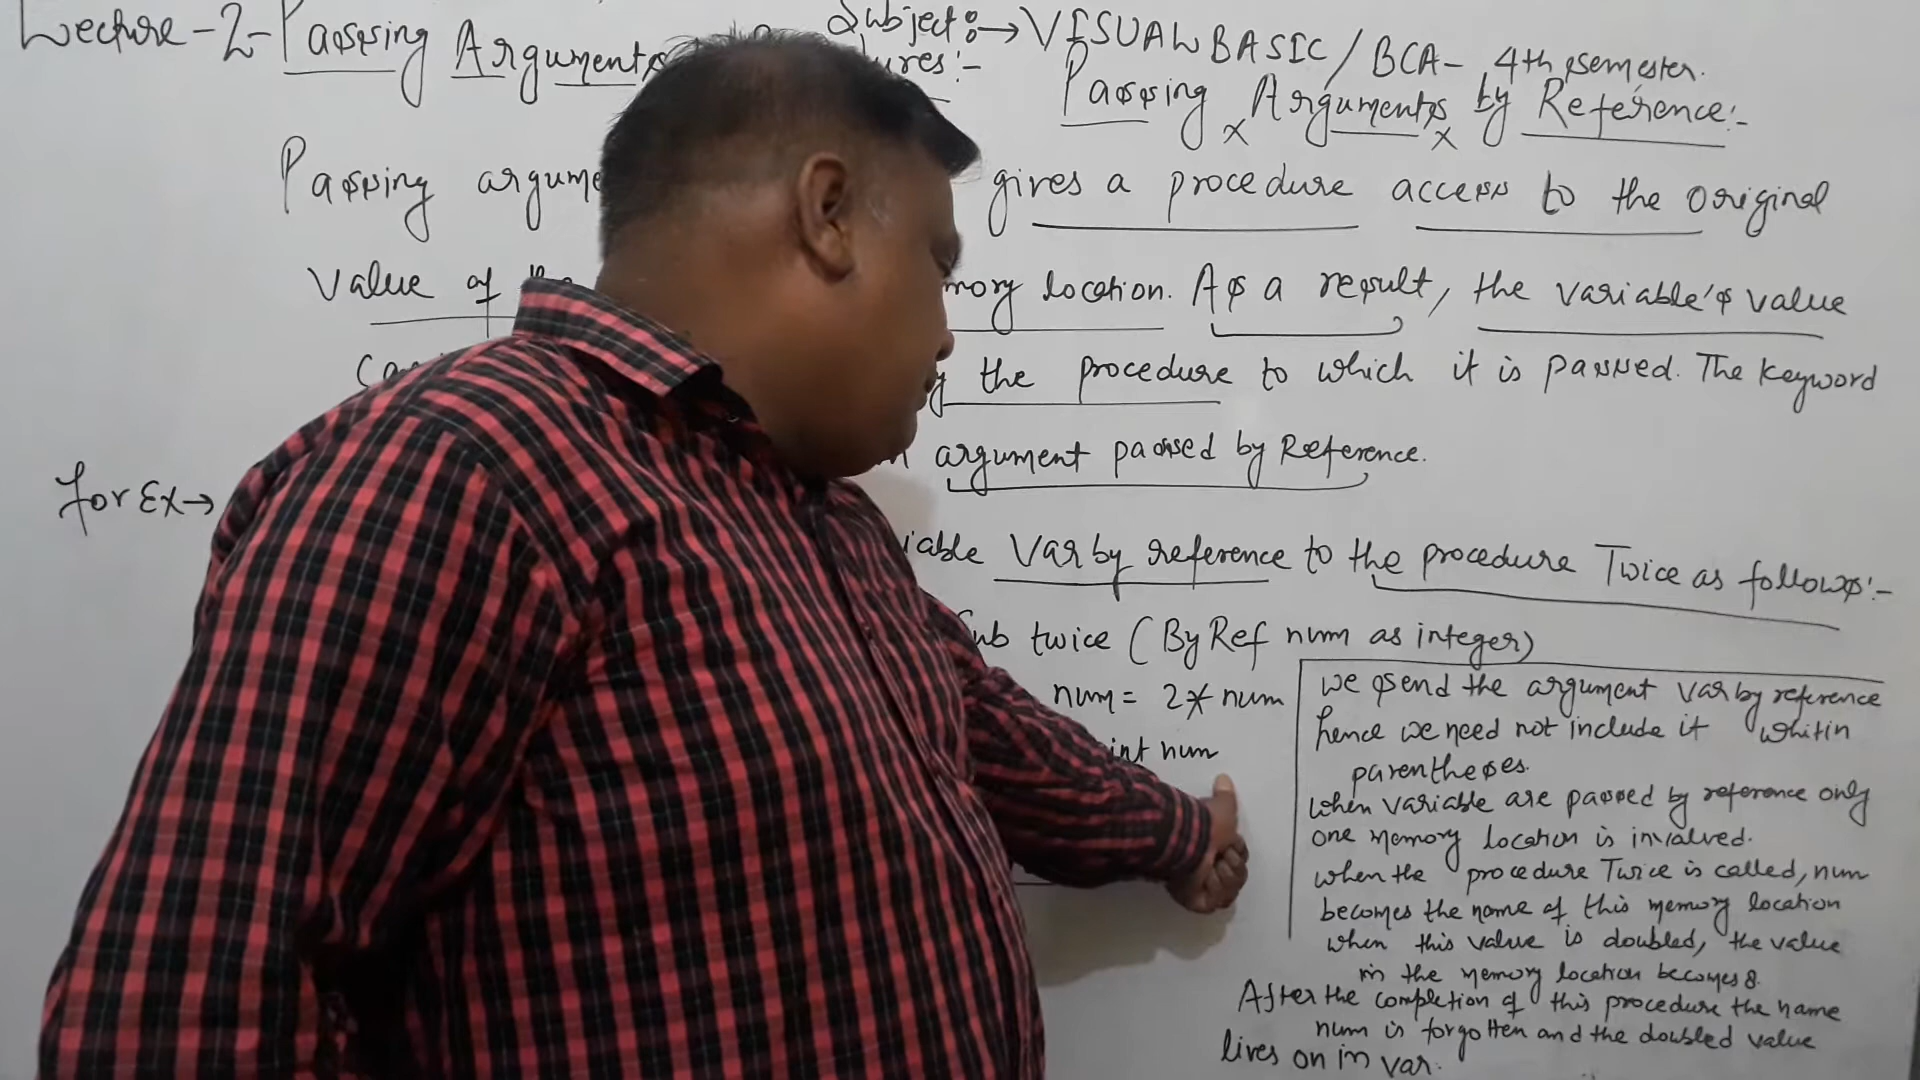 Lecture-2-Passing Arguments
Subject:→VISUAL BASIC/BCA- 4th semester.
ures:-
Passing Arguments by Reference:-
Passing argume gives a procedure access to the original
value of mory location. As a result, the variable's value
Ca the procedure to which it is passed. The keyword
argument passed by Reference.
For Ex→
iable Var by reference to the procedure Twice as follows:-
Sub twice (ByRef num as integer)
num= 2* num
int num
we send the argument var by reference
hence we need not include it whitin
parentheses.
when variable are passed by reference only
one memory location is invalved.
when the procedure Twice is called, num
becomes the name of this memory location
when this value is doubled, the value
in the memory location becomes 8.
After the completion of this procedure the name
num is forgotten and the doubled value
lives on in var.